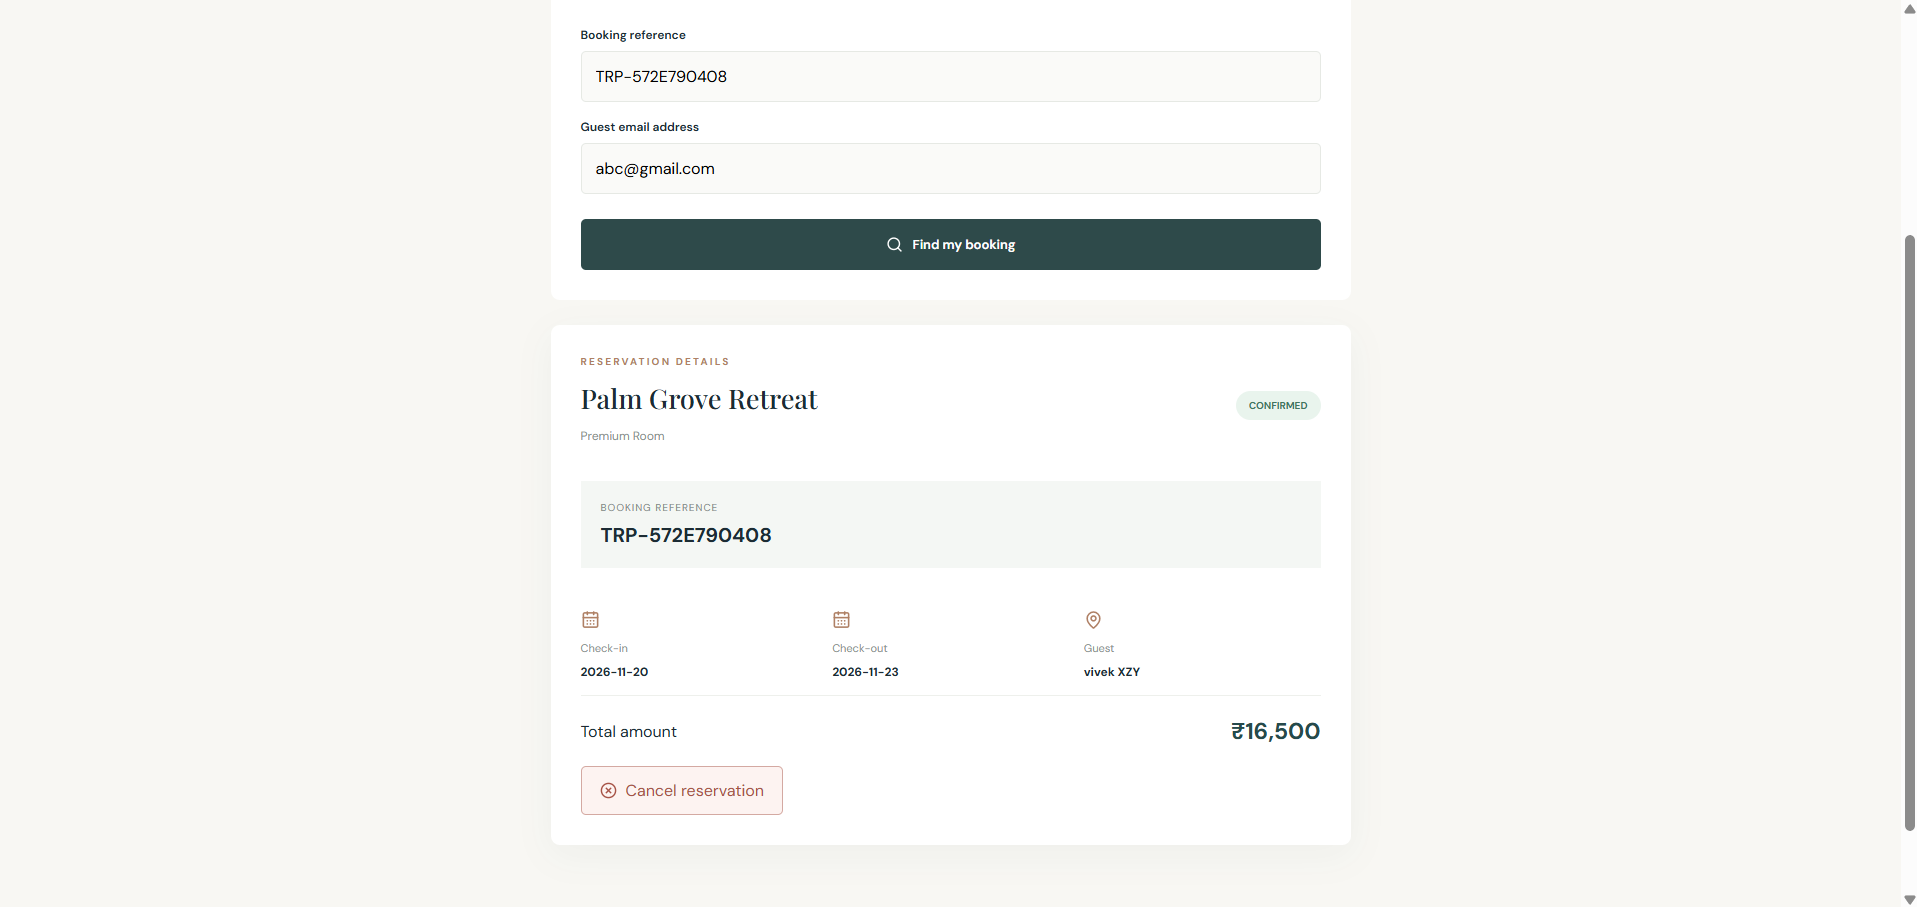 Booking reference
TRP-572E790408
Guest email address
abc@gmail.com
Find my booking
RESERVATION DETAILS
Palm Grove Retreat
CONFIRMED
Premium Room
BOOKING REFERENCE
TRP-572E790408
Check-in
2026-11-20
Check-out
2026-11-23
Guest
vivek XZY
Total amount
₹16,500
Cancel reservation